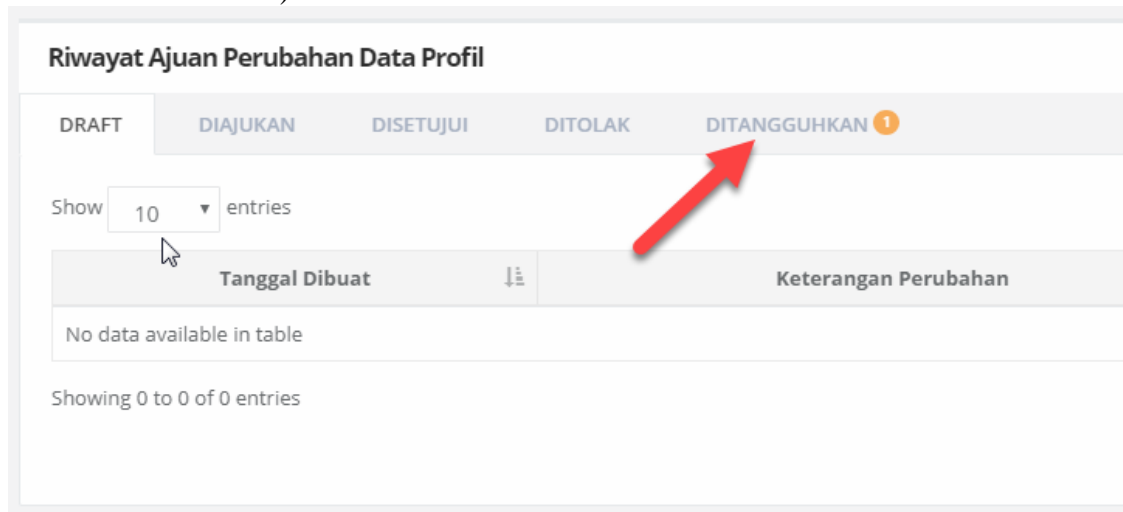 Riwayat Ajuan Perubahan Data Profil
DRAFT DIAJUKAN DISETUJUI DITOLAK DITANGGUHKAN 1
Show 10 entries
Tanggal Dibuat Keterangan Perubahan
No data available in table
Showing 0 to 0 of 0 entries